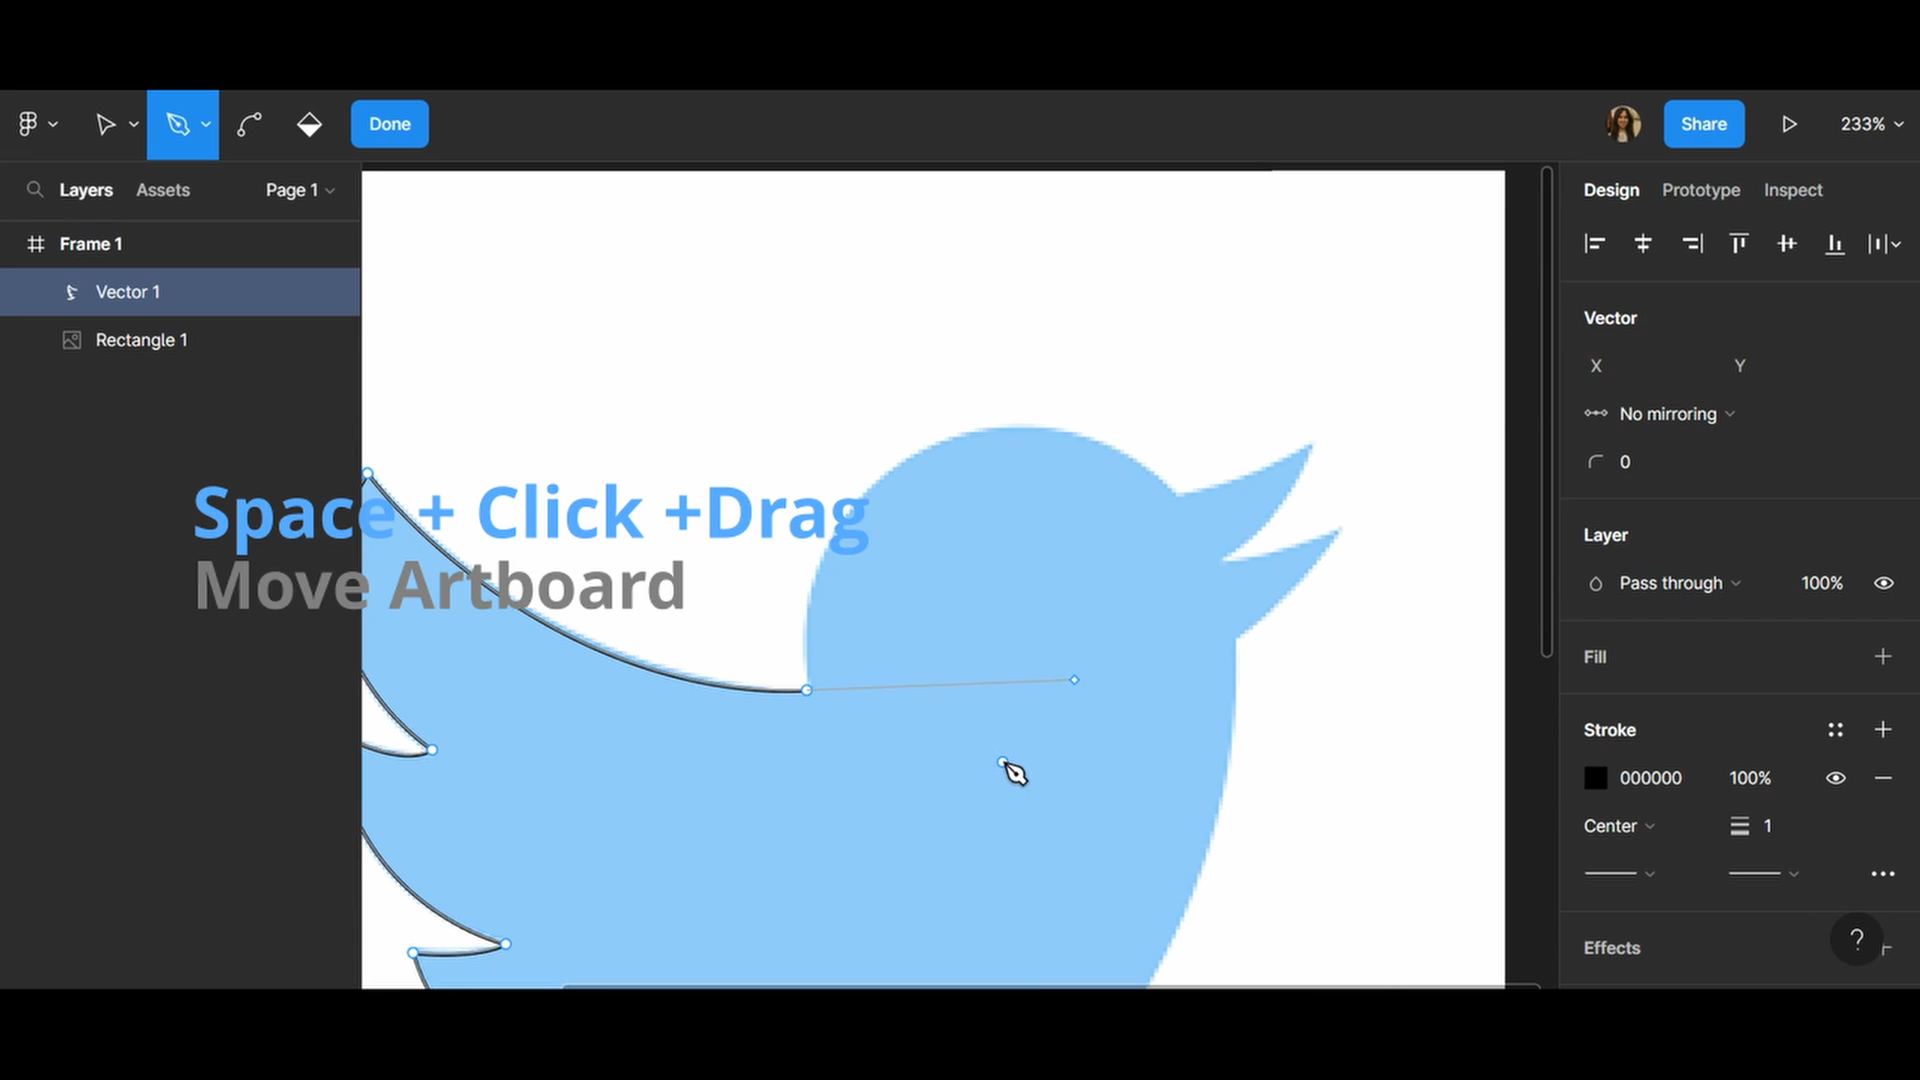 Done
Share
233%
Layers Assets Page 1
Design Prototype Inspect
Frame 1
Vector 1
Rectangle 1
Vector
X Y
No mirroring
0
Space + Click +Drag
Move Artboard
Layer
Pass through 100%
Fill
Stroke
000000 100%
Center 1
Effects
?